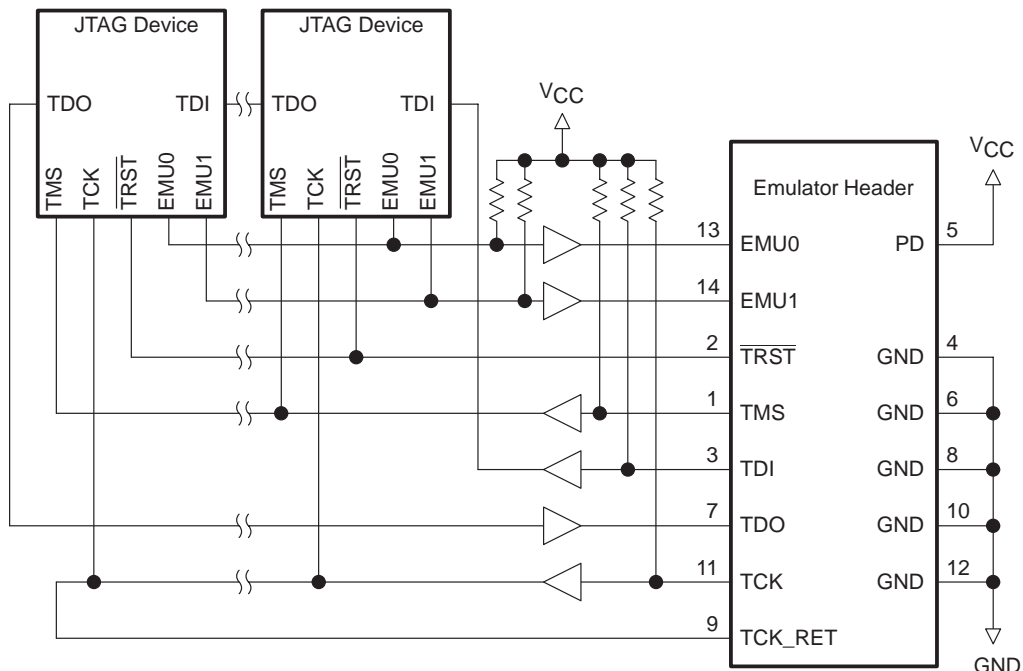 JTAG Device
TDO TDI
TMS TCK TRST EMU0 EMU1
JTAG Device
TDO TDI
TMS TCK TRST EMU0 EMU1
VCC
VCC
Emulator Header
13 EMU0 PD 5
14 EMU1
2 TRST GND 4
1 TMS GND 6
3 TDI GND 8
7 TDO GND 10
11 TCK GND 12
9 TCK_RET
GND